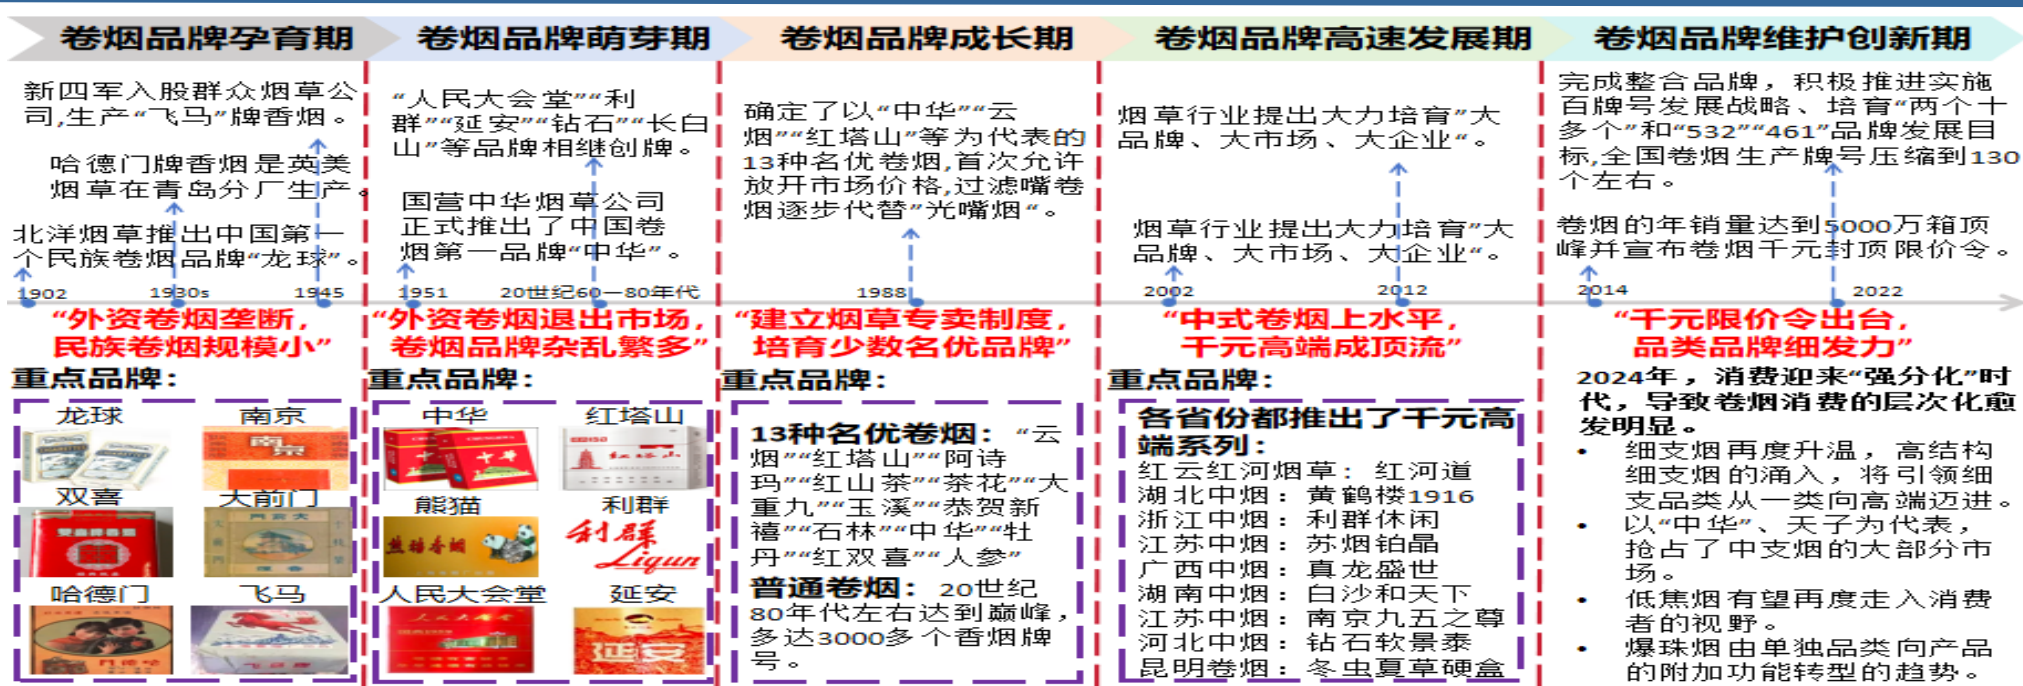 卷烟品牌孕育期
卷烟品牌萌芽期
卷烟品牌成长期
卷烟品牌高速发展期
卷烟品牌维护创新期
新四军入股群众烟草公
司,生产“飞马”牌香烟。
哈德门牌香烟是英美
烟草在青岛分厂生产。
北洋烟草推出中国第一
个民族卷烟品牌“龙球”。
1902
1930s
1945
“外资卷烟垄断,
民族卷烟规模小”
重点品牌：
龙球
南京
双喜
大前门
哈德门
飞马
“人民大会堂”“利
群”“延安”“钻石”“长白
山”等品牌相继创牌。
国营中华烟草公司
正式推出了中国卷
烟第一品牌“中华”。
1951
20世纪60—80年代
“外资卷烟退出市场,
卷烟品牌杂乱繁多”
重点品牌：
中华
红塔山
熊猫
利群
熊猫香烟
利群
Liqun
人民大会堂
延安
延安
确定了以“中华”“云
烟”“红塔山”等为代表的
13种名优卷烟,首次允许
放开市场价格,过滤嘴卷
烟逐步代替”光嘴烟“。
1988
“建立烟草专卖制度,
培育少数名优品牌”
重点品牌：
13种名优卷烟：“云
烟”“红塔山”“阿诗
玛”“红山茶”“茶花”“大
重九”“玉溪”“恭贺新
禧”“石林”“中华”“牡
丹”“红双喜”“人参”
普通卷烟：20世纪
80年代左右达到巅峰，
多达3000多个香烟牌
号。
烟草行业提出大力培育”大
品牌、大市场、大企业“。
烟草行业提出大力培育”大
品牌、大市场、大企业“。
2002
2012
“中式卷烟上水平，
千元高端成顶流”
重点品牌：
各省份都推出了千元高
端系列：
红云红河烟草：红河道
湖北中烟：黄鹤楼1916
浙江中烟：利群休闲
江苏中烟：苏烟铂晶
广西中烟：真龙盛世
湖南中烟：白沙和天下
江苏中烟：南京九五之尊
河北中烟：钻石软景泰
昆明卷烟：冬虫夏草硬盒
完成整合品牌，积极推进实施
百牌号发展战略、培育“两个十
多个”和“532”“461”品牌发展目
标,全国卷烟生产牌号压缩到130
个左右。
卷烟的年销量达到5000万箱顶
峰并宣布卷烟千元封顶限价令。
2014
2022
“千元限价令出台，
品类品牌细发力”
2024年，消费迎来“强分化”时
代，导致卷烟消费的层次化愈
发明显。
• 细支烟再度升温，高结构
细支烟的涌入，将引领细
支品类从一类向高端迈进。
• 以“中华”、天子为代表，
抢占了中支烟的大部分市
场。
• 低焦烟有望再度走入消费
者的视野。
• 爆珠烟由单独品类向产品
的附加功能转型的趋势。